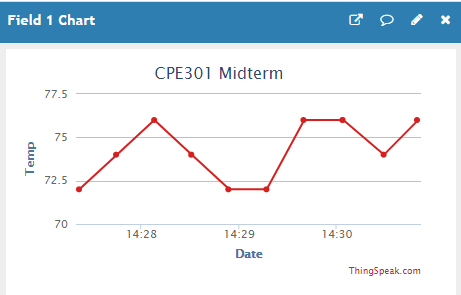 Field 1 Chart
CPE301 Midterm
77.5
75
72.5
70
Temp
14:28 14:29 14:30
Date
ThingSpeak.com